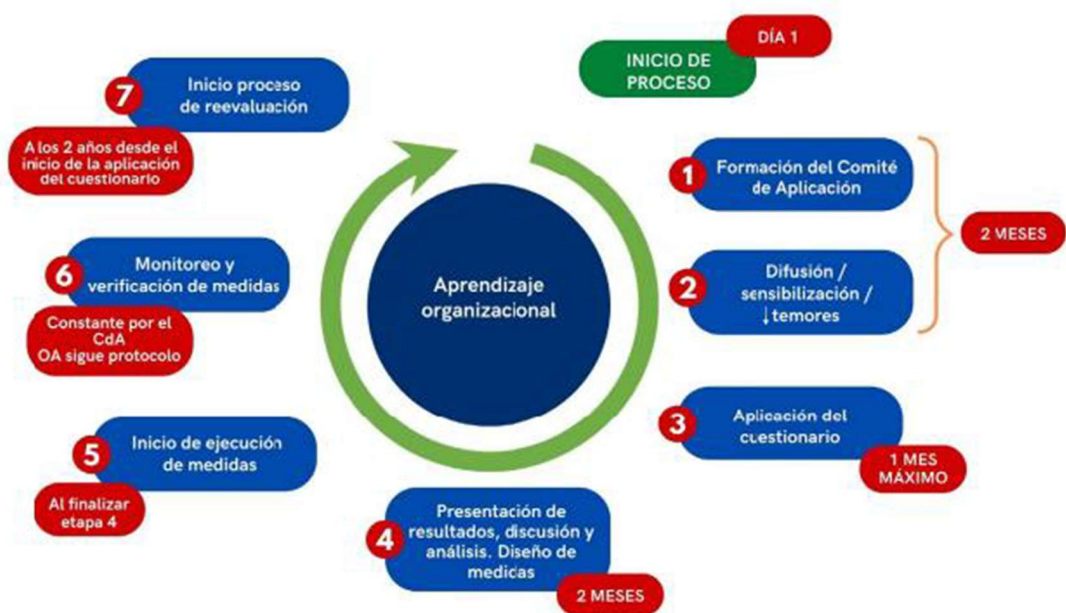 DÍA 1
INICIO DE
PROCESO
1
Formación del Comité
de Aplicación
2
Difusión /
sensibilización /
↓temores
2 MESES
3
Aplicación del
cuestionario
1 MES
MÁXIMO
4
Presentación de
resultados, discusión y
análisis. Diseño de
medidas
2 MESES
5
Inicio de ejecución
de medidas
Al finalizar
etapa 4
6
Monitoreo y
verificación de medidas
Constante por el
CdA
OA sigue protocolo
7
Inicio proceso
de reevaluación
A los 2 años desde el
inicio de la aplicación
del cuestionario
Aprendizaje
organizacional